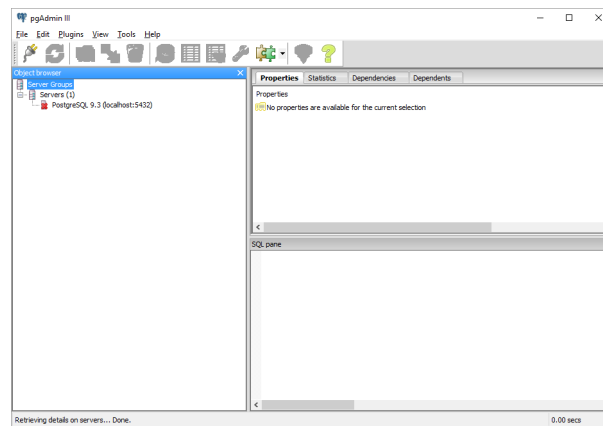 pgAdmin III
File Edit Plugins View Tools Help
Object browser
Server Groups
Servers (1)
PostgreSQL 9.3 (localhost:5432)
Properties Statistics Dependencies Dependents
Properties
No properties are available for the current selection
SQL pane
Retrieving details on servers... Done.
0.00 secs